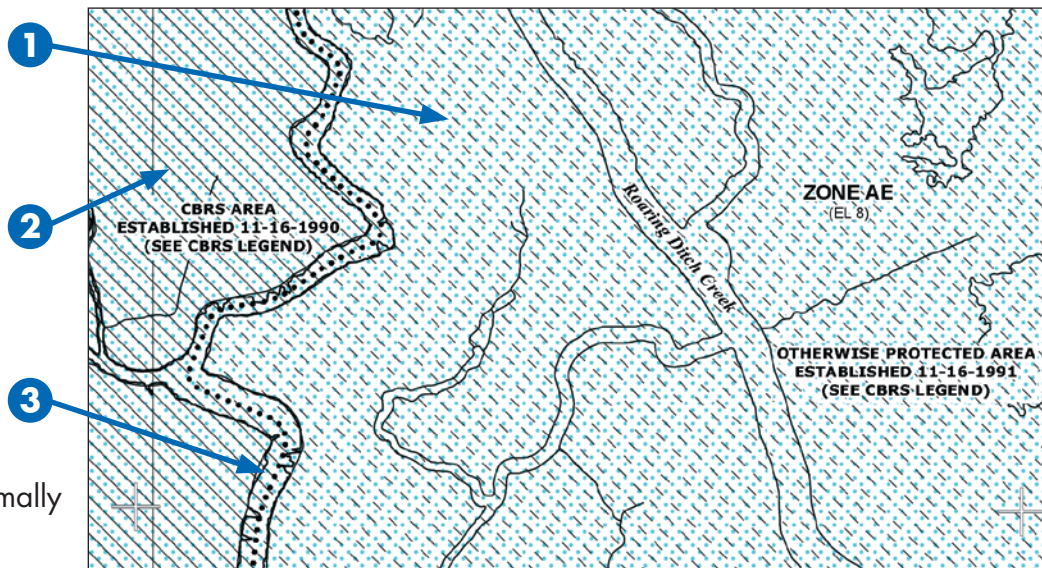 1
2
3
CBRS AREA
ESTABLISHED 11-16-1990
(SEE CBRS LEGEND)
Roaring Ditch Creek
ZONE AE
(EL 8)
OTHERWISE PROTECTED AREA
ESTABLISHED 11-16-1991
(SEE CBRS LEGEND)
mally